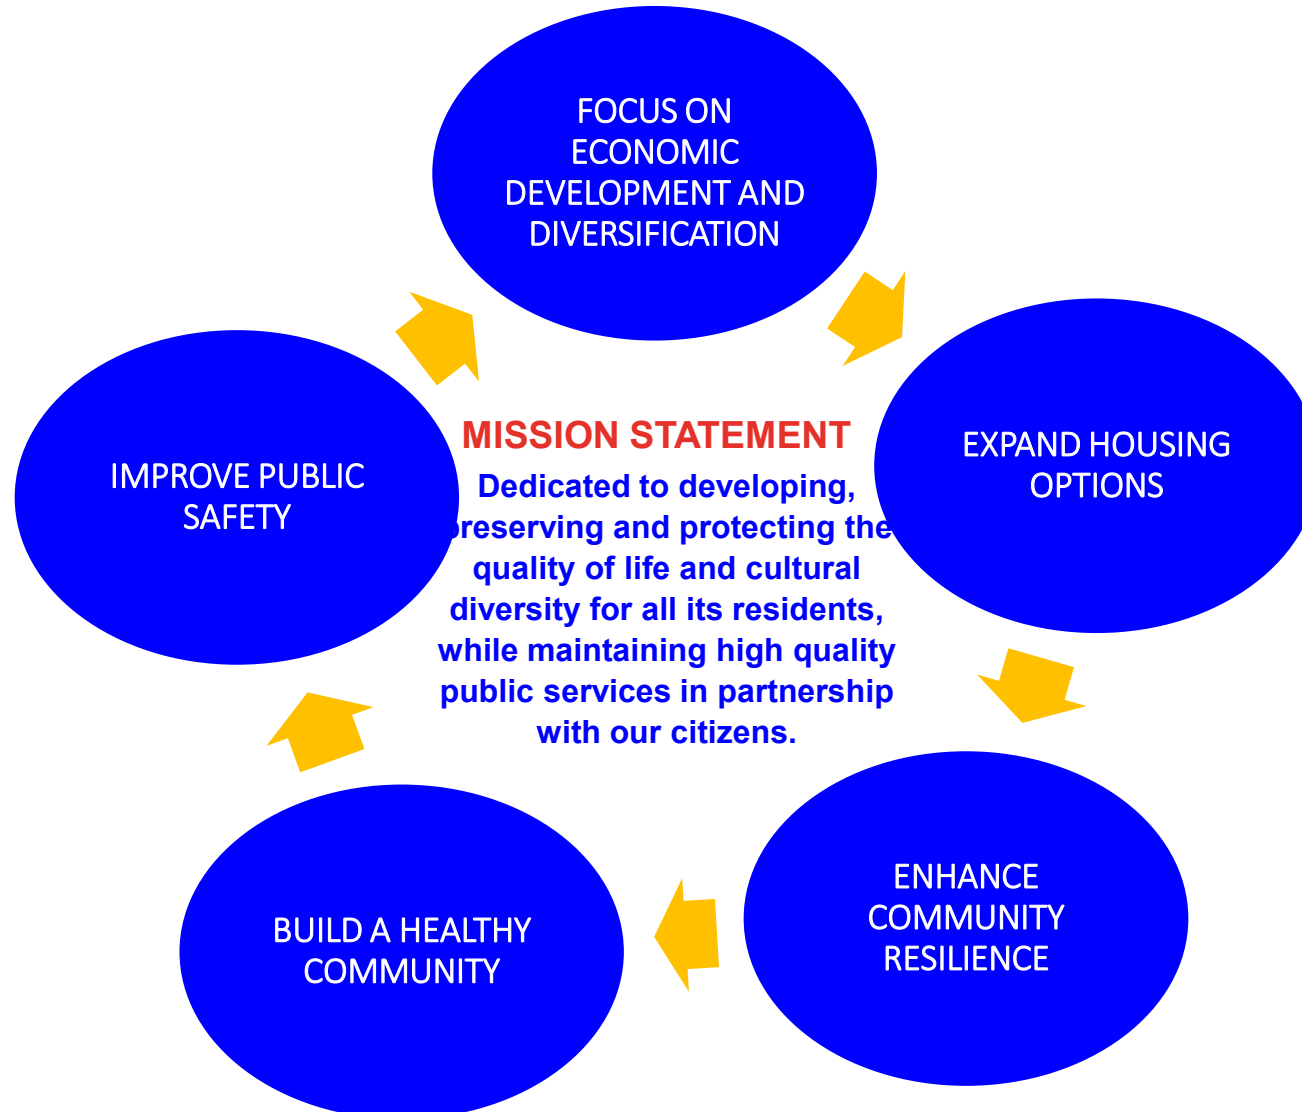 FOCUS ON
ECONOMIC
DEVELOPMENT AND
DIVERSIFICATION
EXPAND HOUSING
OPTIONS
ENHANCE
COMMUNITY
RESILIENCE
BUILD A HEALTHY
COMMUNITY
IMPROVE PUBLIC
SAFETY
MISSION STATEMENT
Dedicated to developing,
preserving and protecting the
quality of life and cultural
diversity for all its residents,
while maintaining high quality
public services in partnership
with our citizens.